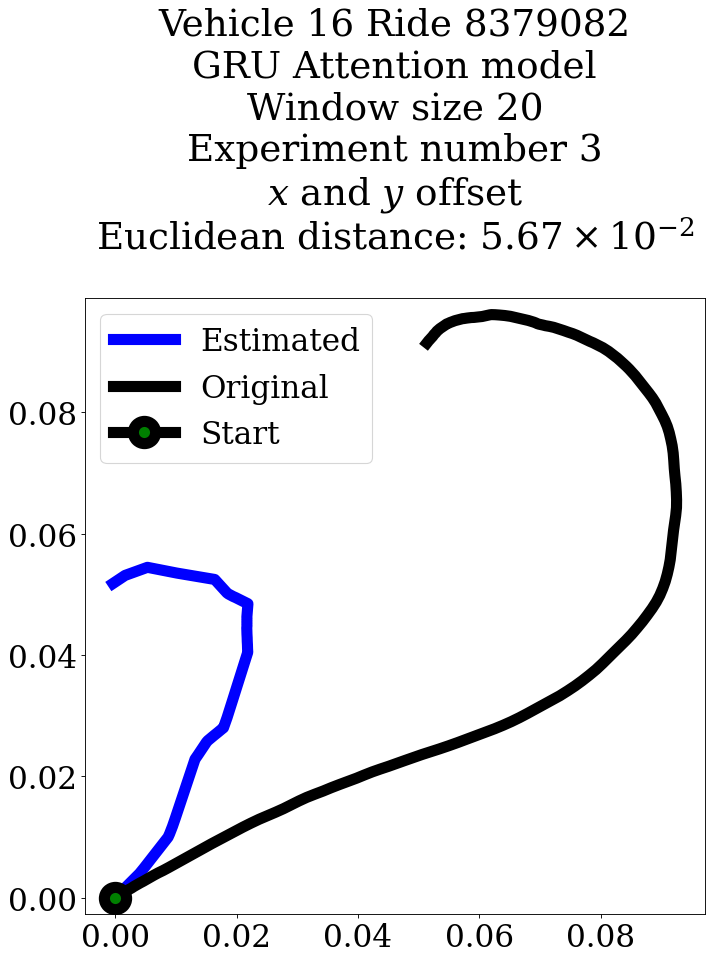 Vehicle 16 Ride 8379082
GRU Attention model
Window size 20
Experiment number 3
x and y offset
Euclidean distance: 5.67 × 10⁻²
Estimated
Original
Start
0.08
0.06
0.04
0.02
0.00
0.00 0.02 0.04 0.06 0.08